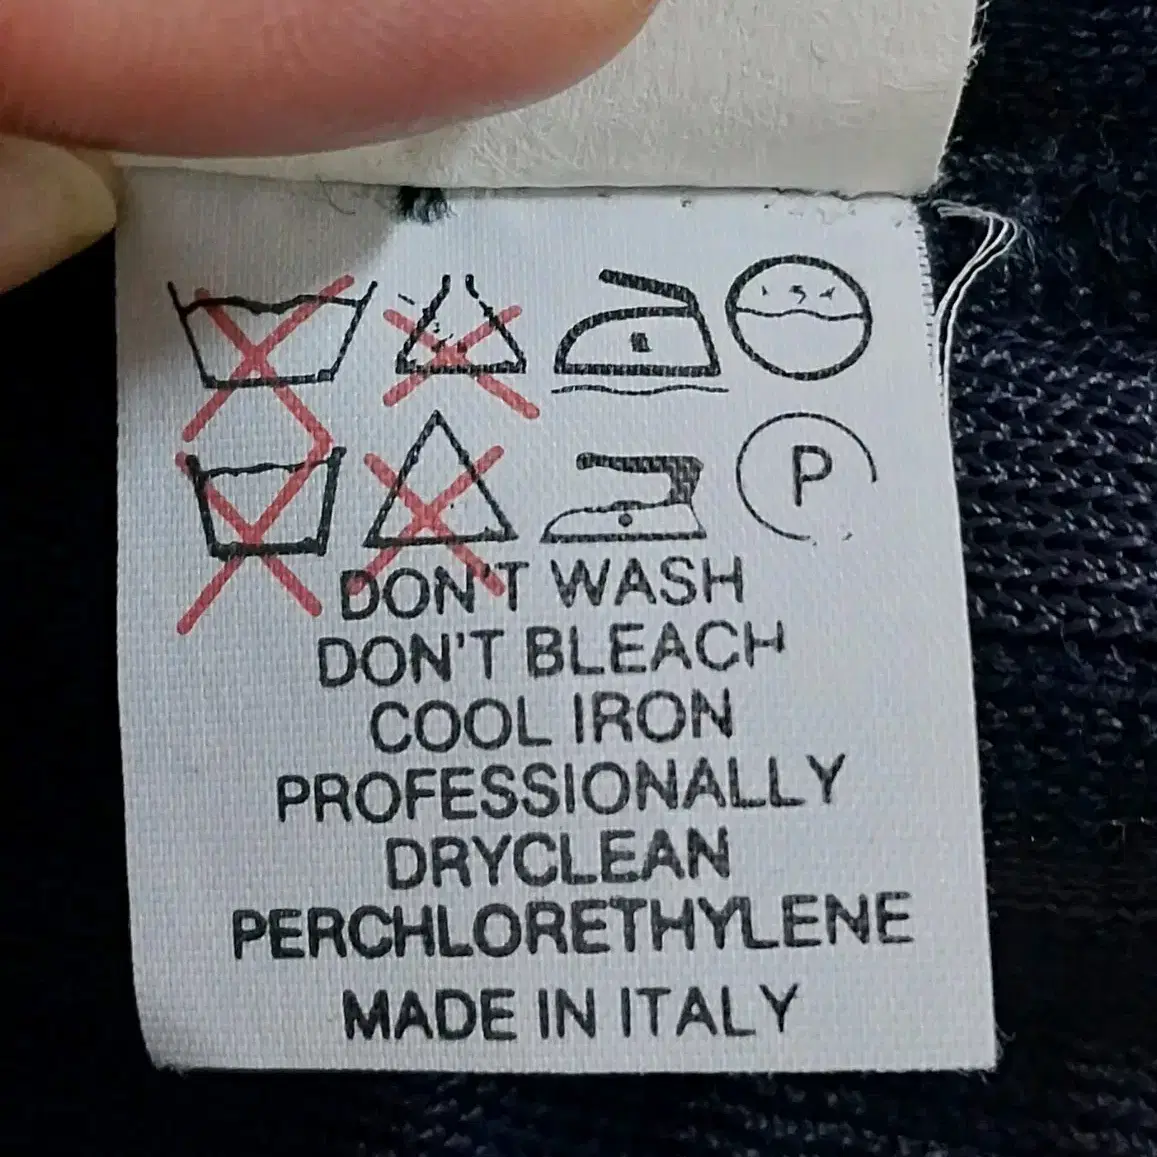 P
DON'T WASH
DON'T BLEACH
COOL IRON
PROFESSIONALLY
DRYCLEAN
PERCHLORETHYLENE
MADE IN ITALY